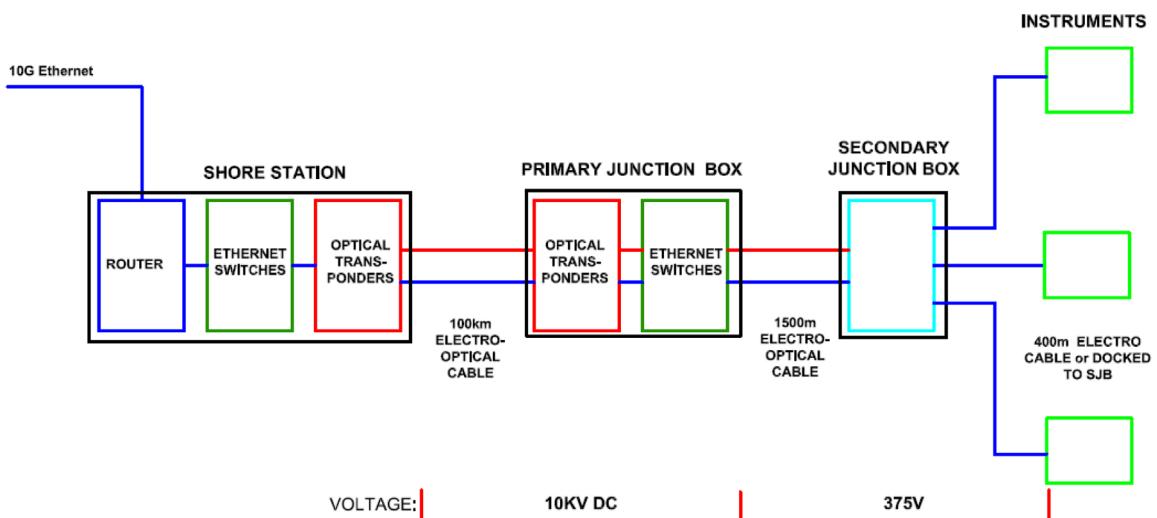 INSTRUMENTS
10G Ethernet
SHORE STATION
PRIMARY JUNCTION BOX
SECONDARY
JUNCTION BOX
ROUTER
ETHERNET
SWITCHES
OPTICAL
TRANS-
PONDERS
OPTICAL
TRANS-
PONDERS
ETHERNET
SWITCHES
100km
ELECTRO-
OPTICAL
CABLE
1500m
ELECTRO-
OPTICAL
CABLE
400m ELECTRO
CABLE or DOCKED
TO SJB
VOLTAGE:
10KV DC
375V